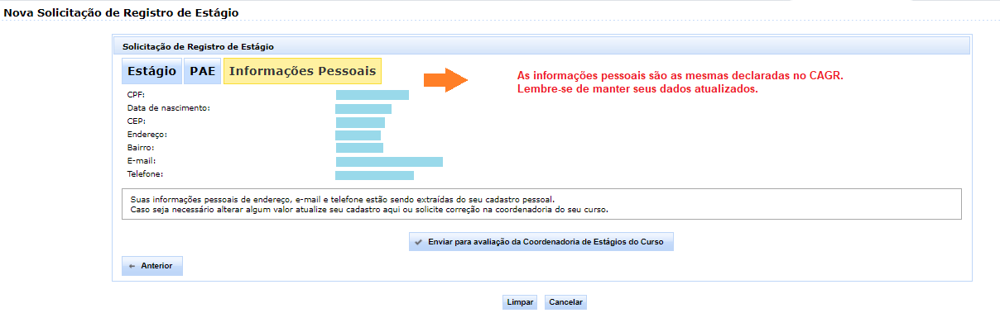 Nova Solicitação de Registro de Estágio
Solicitação de Registro de Estágio
Estágio PAE Informações Pessoais
As informações pessoais são as mesmas declaradas no CAGR.
Lembre-se de manter seus dados atualizados.
CPF:
Data de nascimento:
CEP:
Endereço:
Bairro:
E-mail:
Telefone:
Suas informações pessoais de endereço, e-mail e telefone estão sendo extraídas do seu cadastro pessoal.
Caso seja necessário alterar algum valor atualize seu cadastro aqui ou solicite correção na coordenadoria do seu curso.
Enviar para avaliação da Coordenadoria de Estágios do Curso
Anterior
Limpar Cancelar